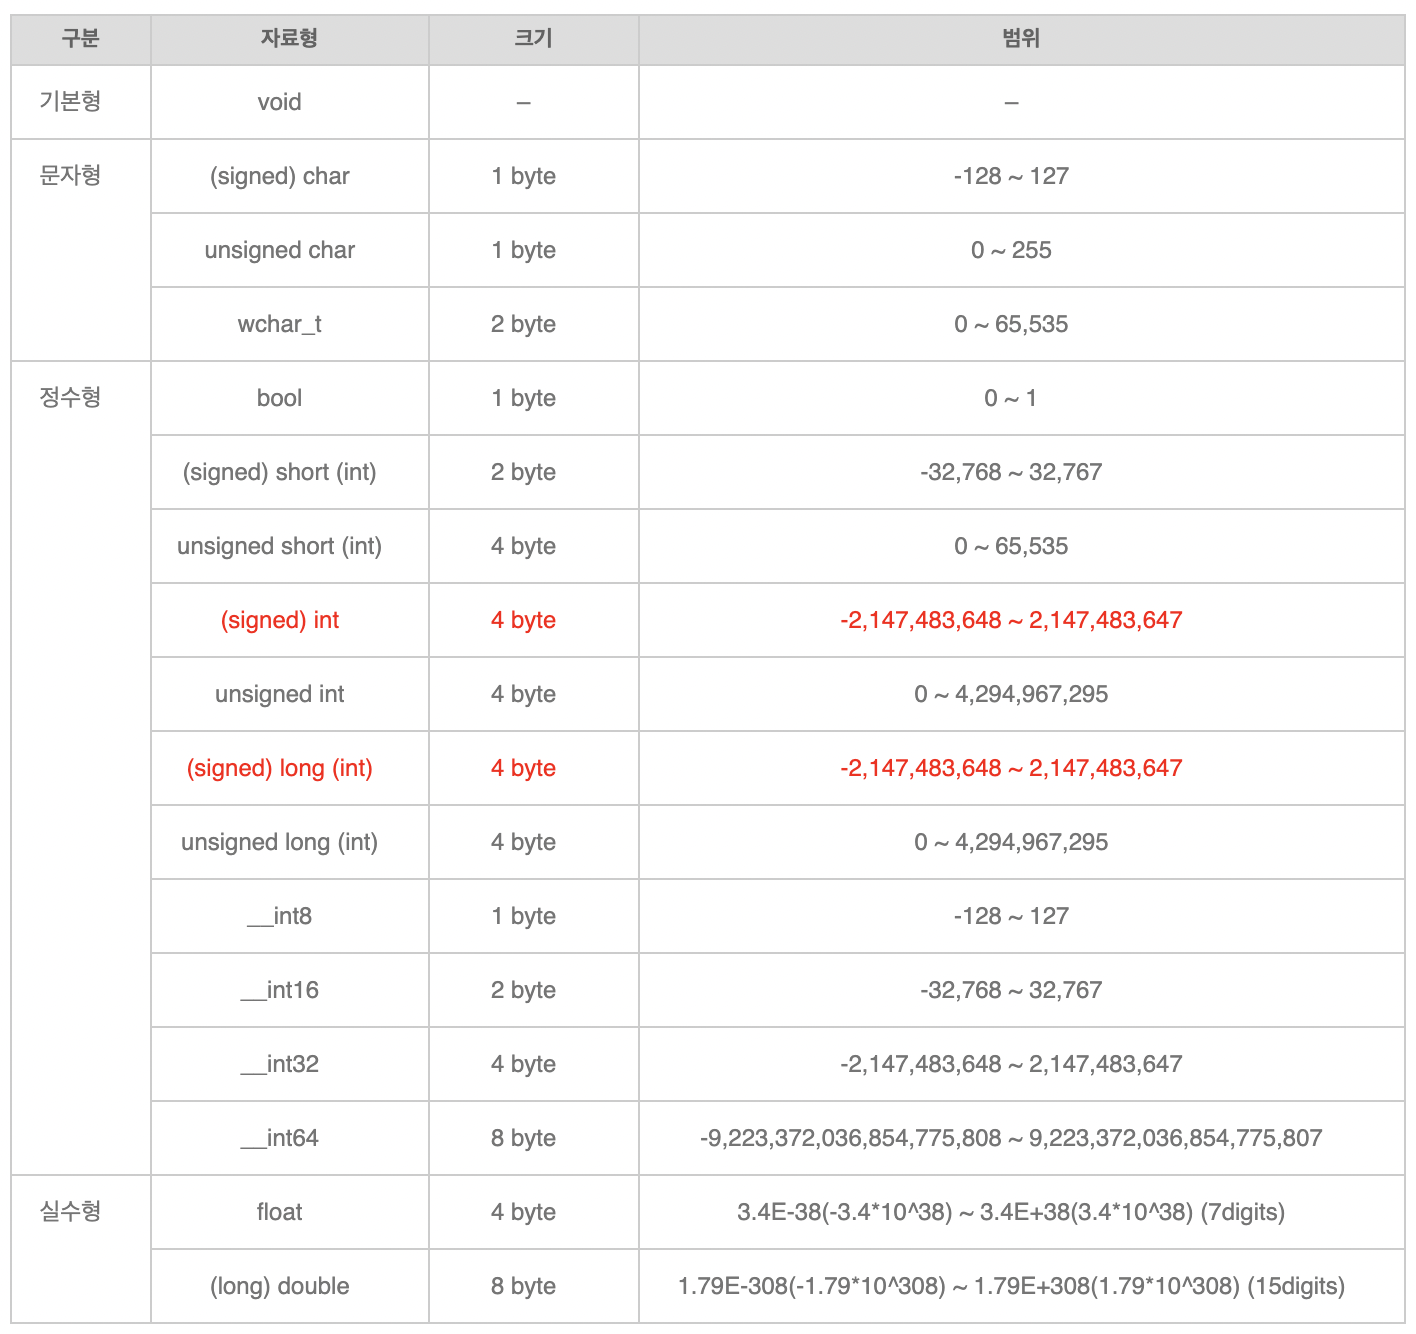 구분 자료형 크기 범위
기본형 void – –
문자형 (signed) char 1 byte -128 ~ 127
unsigned char 1 byte 0 ~ 255
wchar_t 2 byte 0 ~ 65,535
정수형 bool 1 byte 0 ~ 1
(signed) short (int) 2 byte -32,768 ~ 32,767
unsigned short (int) 4 byte 0 ~ 65,535
(signed) int 4 byte -2,147,483,648 ~ 2,147,483,647
unsigned int 4 byte 0 ~ 4,294,967,295
(signed) long (int) 4 byte -2,147,483,648 ~ 2,147,483,647
unsigned long (int) 4 byte 0 ~ 4,294,967,295
__int8 1 byte -128 ~ 127
__int16 2 byte -32,768 ~ 32,767
__int32 4 byte -2,147,483,648 ~ 2,147,483,647
__int64 8 byte -9,223,372,036,854,775,808 ~ 9,223,372,036,854,775,807
실수형 float 4 byte 3.4E-38(-3.4*10^38) ~ 3.4E+38(3.4*10^38) (7digits)
(long) double 8 byte 1.79E-308(-1.79*10^308) ~ 1.79E+308(1.79*10^308) (15digits)